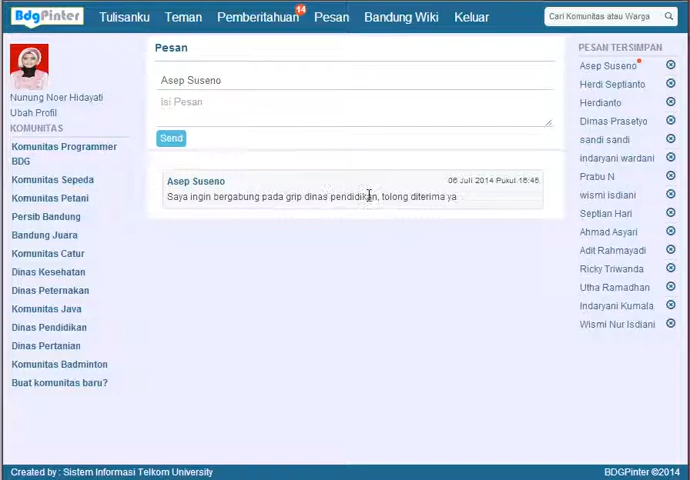 BdgPinter Tulisanku Teman Pemberitahuan 14 Pesan Bandung Wiki Keluar Cari Komunitas atau Warga
Nunung Noer Hidayati
Ubah Profil
KOMUNITAS
Komunitas Programmer
BDG
Komunitas Sepeda
Komunitas Petani
Persib Bandung
Bandung Juara
Komunitas Catur
Dinas Kesehatan
Dinas Peternakan
Komunitas Java
Dinas Pendidikan
Dinas Pertanian
Komunitas Badminton
Buat komunitas baru?
Pesan
Asep Suseno
Isi Pesan
Send
Asep Suseno 06 Juli 2014 Pukul 16:45
Saya ingin bergabung pada grip dinas pendidikan, tolong diterima ya
PESAN TERSIMPAN
Asep Suseno
Herdi Septianto
Herdianto
Dimas Prasetyo
sandi sandi
indaryani wardani
Prabu N
wismi isdiani
Septian Hari
Ahmad Asyari
Adit Rahmayadi
Ricky Triwanda
Utha Ramadhan
Indaryani Kumala
Wismi Nur Isdiani
Created by : Sistem Informasi Telkom University BDGPinter ©2014